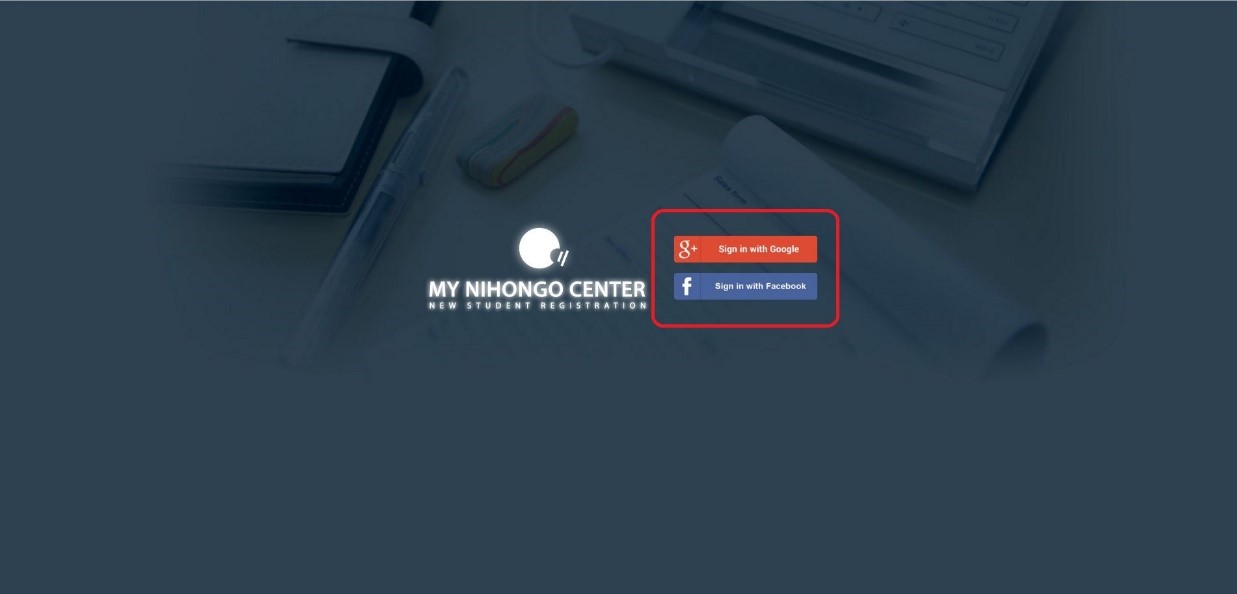 MY NIHONGO CENTER
NEW STUDENT REGISTRATION
g+ Sign in with Google
f Sign in with Facebook